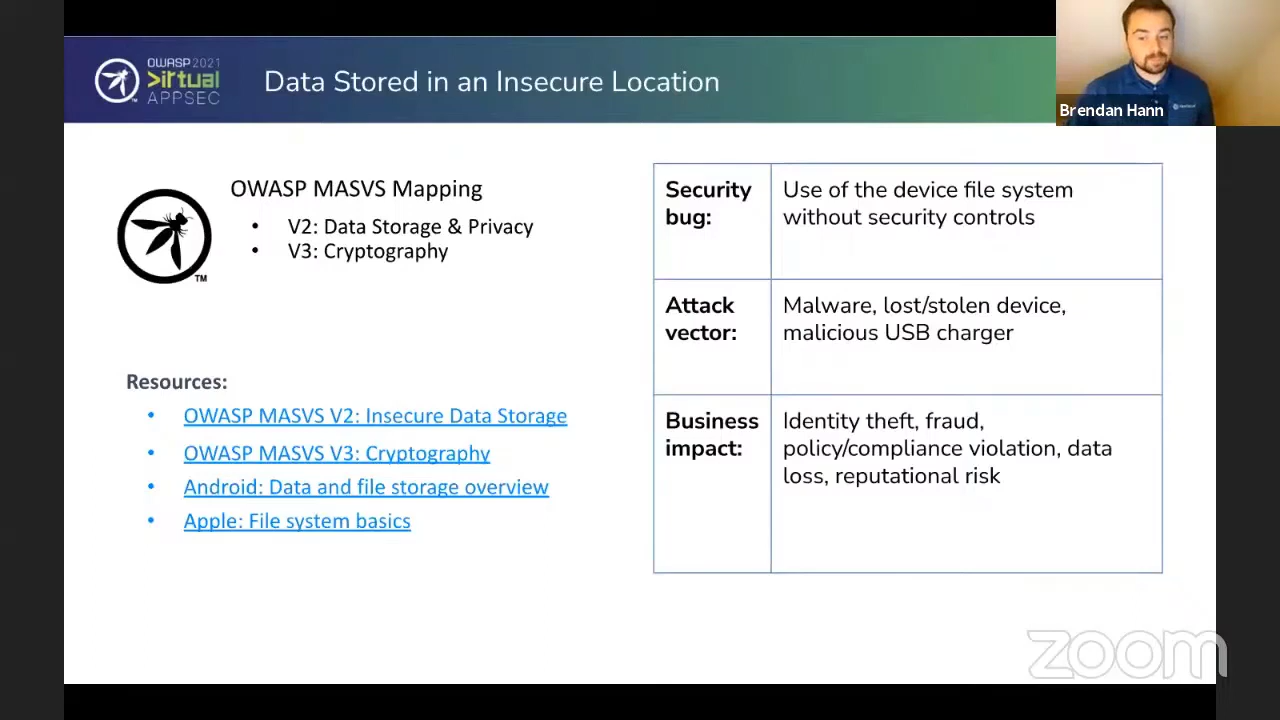 OWASP 2021
Virtual
APPSEC
Data Stored in an Insecure Location
Brendan Hann
OWASP MASVS Mapping
• V2: Data Storage & Privacy
• V3: Cryptography
TM
Resources:
• OWASP MASVS V2: Insecure Data Storage
• OWASP MASVS V3: Cryptography
• Android: Data and file storage overview
• Apple: File system basics
Security bug:
Use of the device file system
without security controls
Attack vector:
Malware, lost/stolen device,
malicious USB charger
Business impact:
Identity theft, fraud,
policy/compliance violation, data
loss, reputational risk
zoom